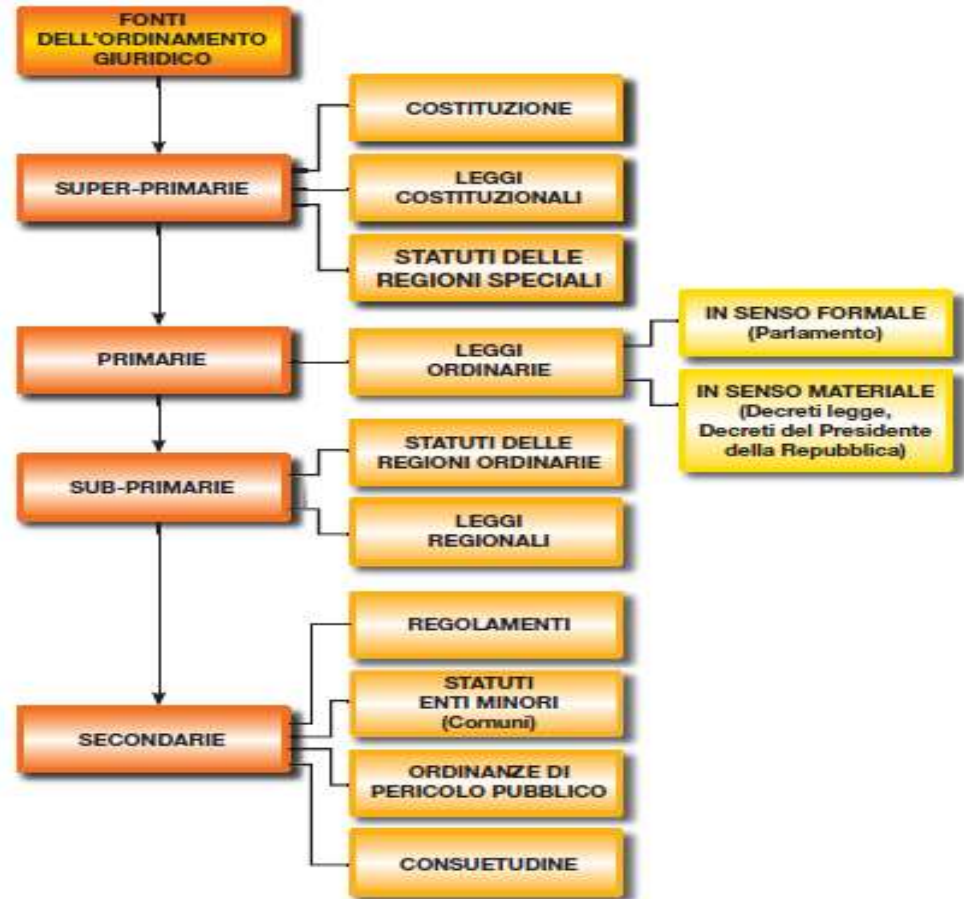 FONTI
DELL'ORDINAMENTO
GIURIDICO
SUPER-PRIMARIE
COSTITUZIONE
LEGGI
COSTITUZIONALI
STATUTI DELLE
REGIONI SPECIALI
PRIMARIE
LEGGI
ORDINARIE
IN SENSO FORMALE
(Parlamento)
IN SENSO MATERIALE
(Decreti legge,
Decreti del Presidente
della Repubblica)
SUB-PRIMARIE
STATUTI DELLE
REGIONI ORDINARIE
LEGGI
REGIONALI
SECONDARIE
REGOLAMENTI
STATUTI
ENTI MINORI
(Comuni)
ORDINANZE DI
PERICOLO PUBBLICO
CONSUETUDINE